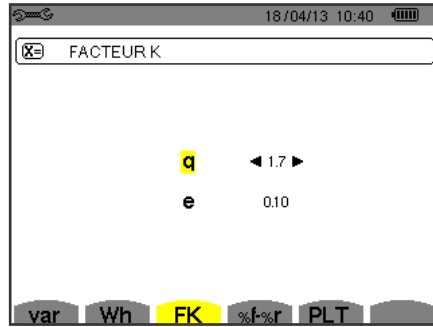 18/04/13 10:40
X= FACTEUR K
q ◀ 1.7 ▶
e 0.10
var Wh FK %f-%r PLT